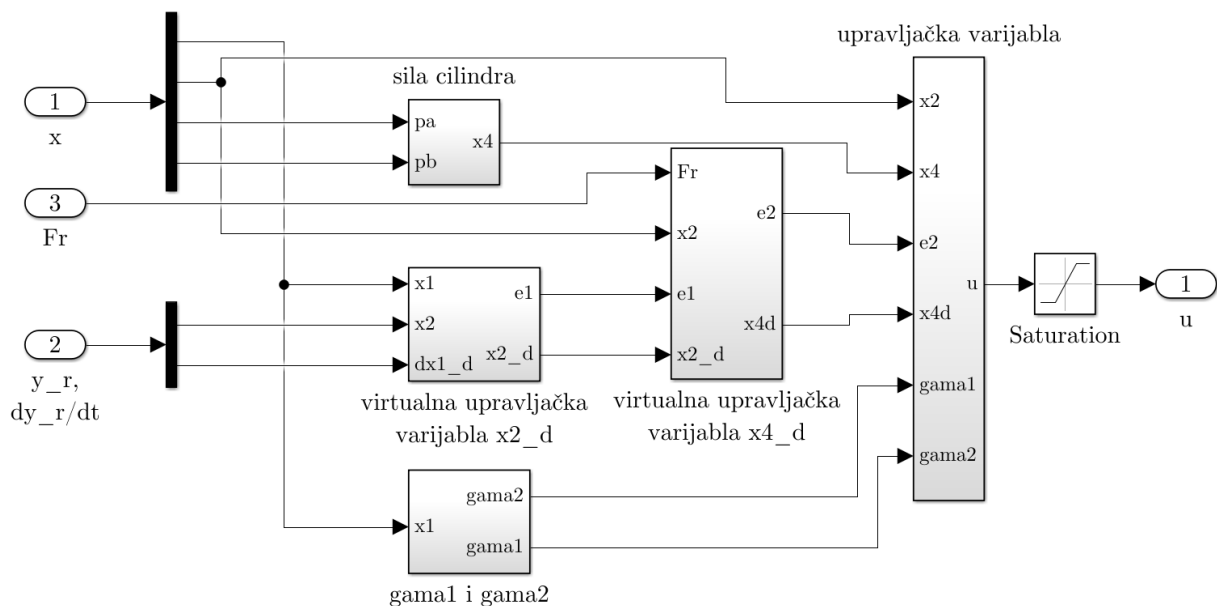 upravljačka varijabla
sila cilindra
1
x
pa
pb
x4
x2
x4
3
Fr
Fr
x2
e1
x2_d
e2
x4d
e2
x4d
gama1
gama2
u
x1
x2
dx1_d
e1
x2_d
2
y_r,
dy_r/dt
virtualna upravljačka
varijabla x2_d
virtualna upravljačka
varijabla x4_d
Saturation
1
u
x1
gama2
gama1
gama1 i gama2